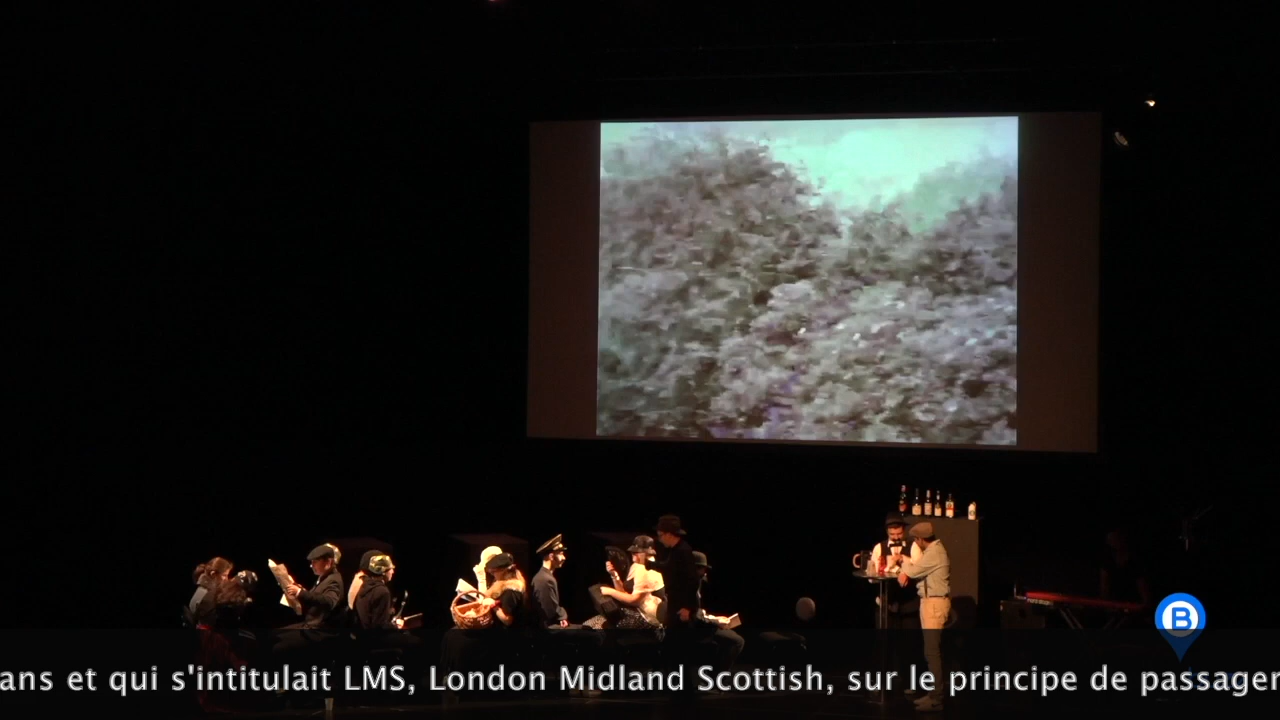 B
ans et qui s'intitulait LMS, London Midland Scottish, sur le principe de passager